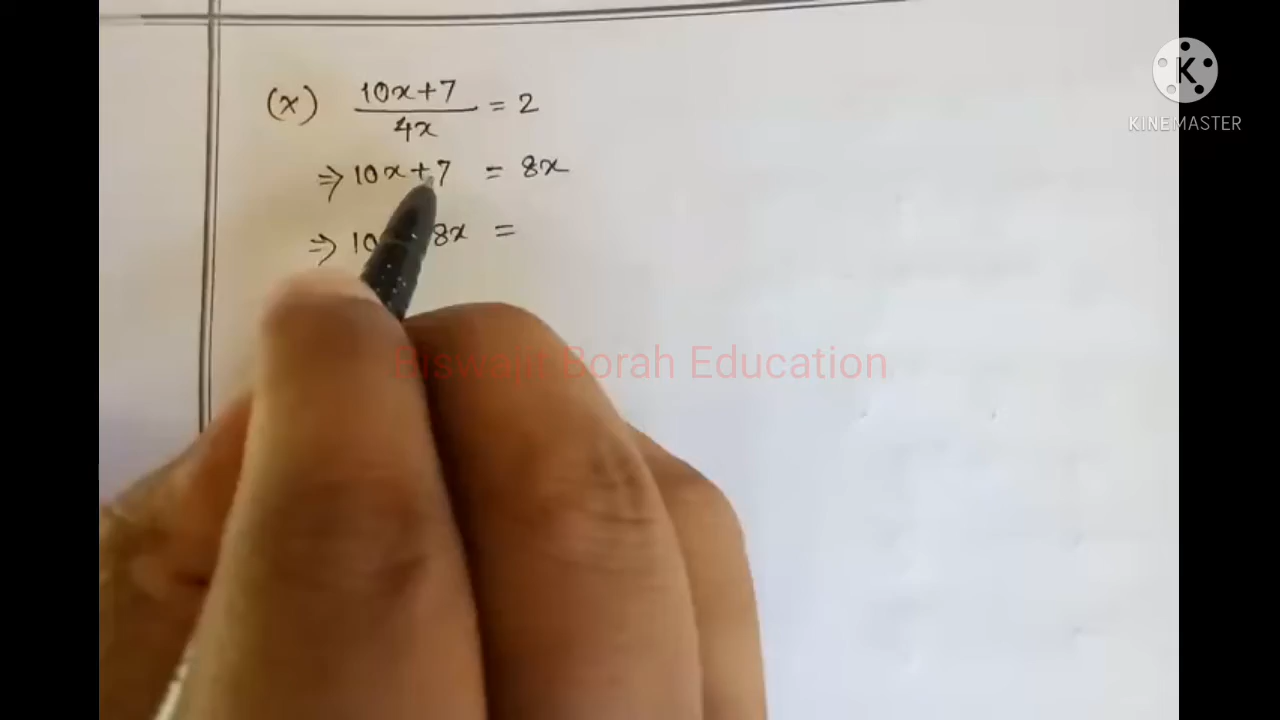 (x) 10x+7/4x = 2
⇒ 10x+7 = 8x
⇒ 10 8x =
KINEMASTER
Biswajit Borah Education